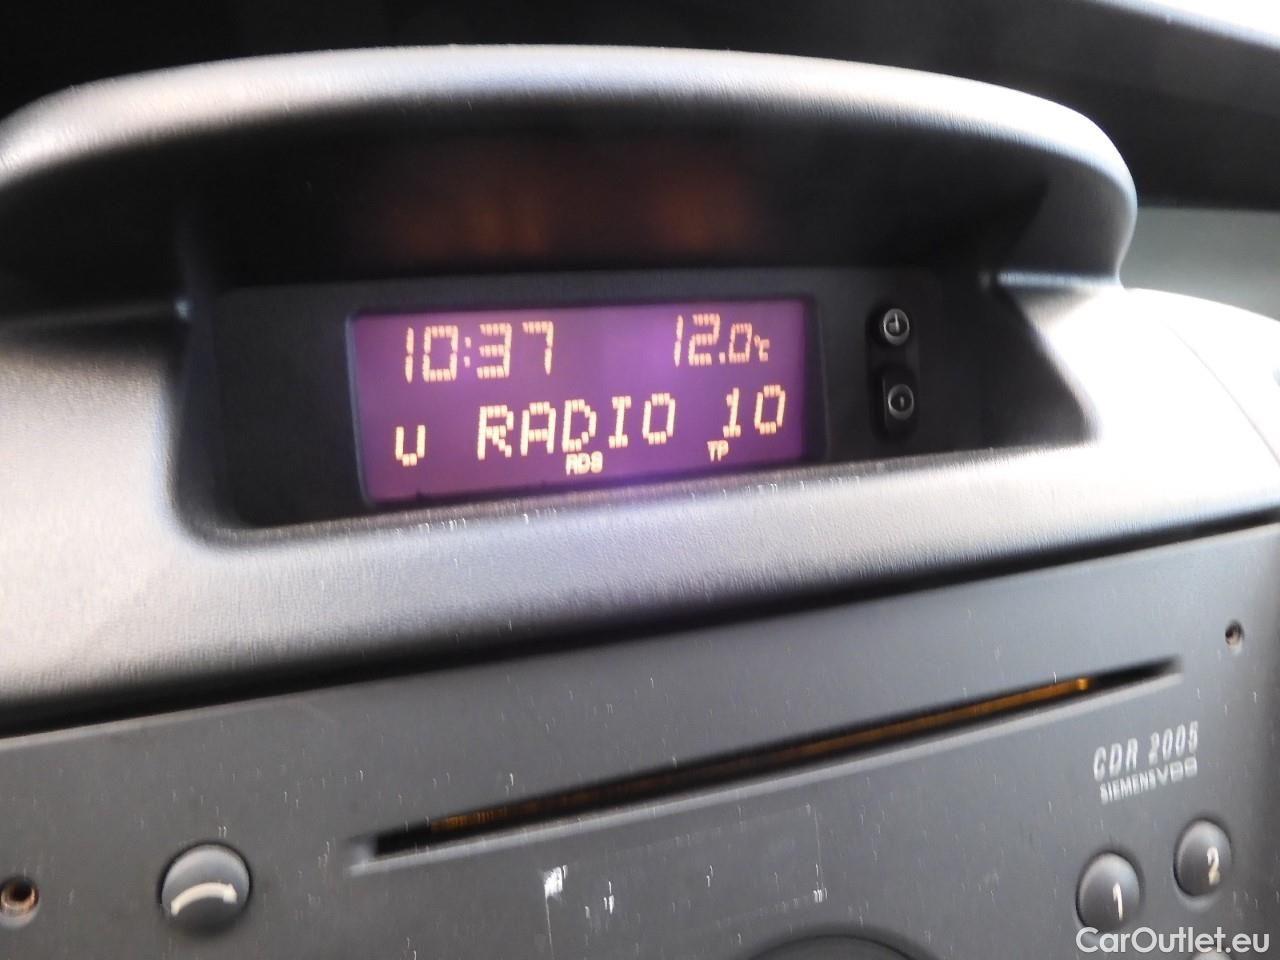 10:37 12.0°C
U RADIO 10
RDS TP
CDR 2005
SIEMENSVDO
1 2
CarOutlet.eu